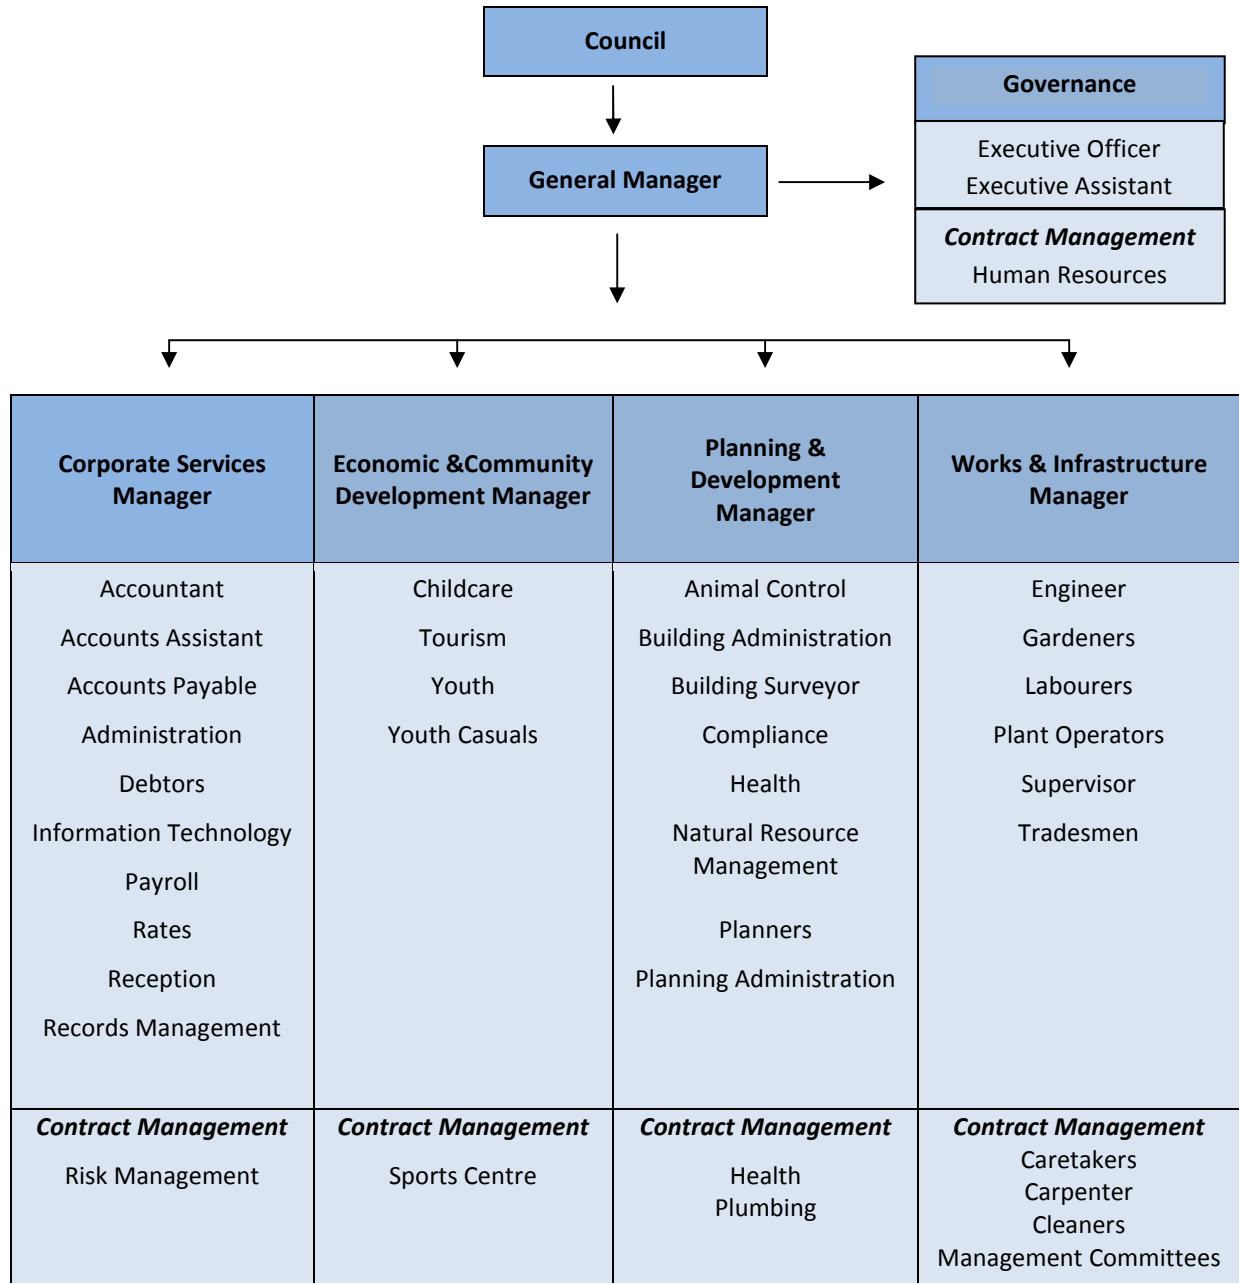 Council
Governance
Executive Officer
Executive Assistant
General Manager
Contract Management
Human Resources
Corporate Services
Manager
Economic &Community
Development Manager
Planning &
Development
Manager
Works & Infrastructure
Manager
Accountant
Accounts Assistant
Accounts Payable
Administration
Debtors
Information Technology
Payroll
Rates
Reception
Records Management
Childcare
Tourism
Youth
Youth Casuals
Animal Control
Building Administration
Building Surveyor
Compliance
Health
Natural Resource
Management
Planners
Planning Administration
Engineer
Gardeners
Labourers
Plant Operators
Supervisor
Tradesmen
Contract Management
Risk Management
Contract Management
Sports Centre
Contract Management
Health
Plumbing
Contract Management
Caretakers
Carpenter
Cleaners
Management Committees